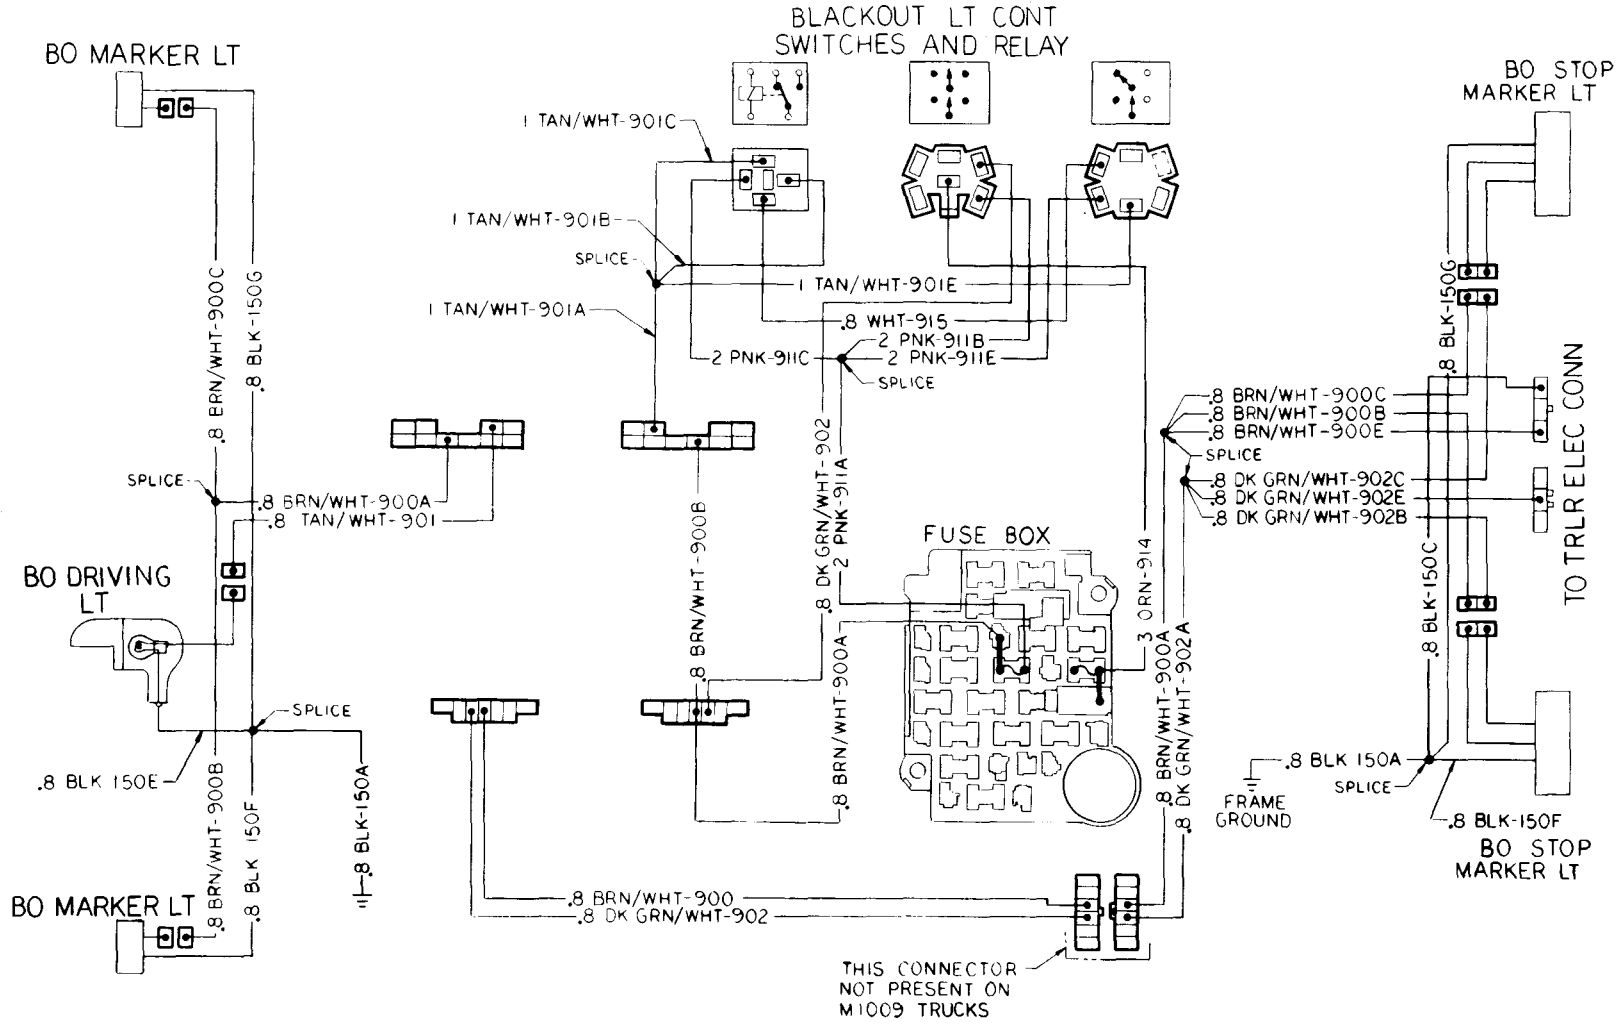 BLACKOUT LT CONT
SWITCHES AND RELAY
BO MARKER LT
BO STOP
MARKER LT
1 TAN/WHT-901C
1 TAN/WHT-901B
SPLICE
1 TAN/WHT-901E
1 TAN/WHT-901A
.8 WHT-915
2 PNK-911B
2 PNK-911C
2 PNK-911E
SPLICE
.8 BRN/WHT-900C
.8 BLK-150G
.8 BLK-150G
.8 BRN/WHT-900C
.8 BRN/WHT-900B
.8 BRN/WHT-900E
SPLICE
.8 DK GRN/WHT-902C
.8 DK GRN/WHT-902E
.8 DK GRN/WHT-902B
TO TRLR ELEC CONN
SPLICE
.8 BRN/WHT-900A
.8 TAN/WHT-901
.8 DK GRN/WHT-902
2 PNK-911A
.8 BRN/WHT-900B
FUSE BOX
3 ORN-914
.8 BLK-150C
BO DRIVING
LT
.8 BRN/WHT-900A
.8 BRN/WHT-900A
.8 DK GRN/WHT-902A
SPLICE
.8 BLK 150E
.8 BRN/WHT-900B
.8 BLK 150F
.8 BLK-150A
.8 BLK 150A
SPLICE
FRAME
GROUND
.8 BLK-150F
BO STOP
MARKER LT
BO MARKER LT
.8 BRN/WHT-900
.8 DK GRN/WHT-902
THIS CONNECTOR
NOT PRESENT ON
M1009 TRUCKS